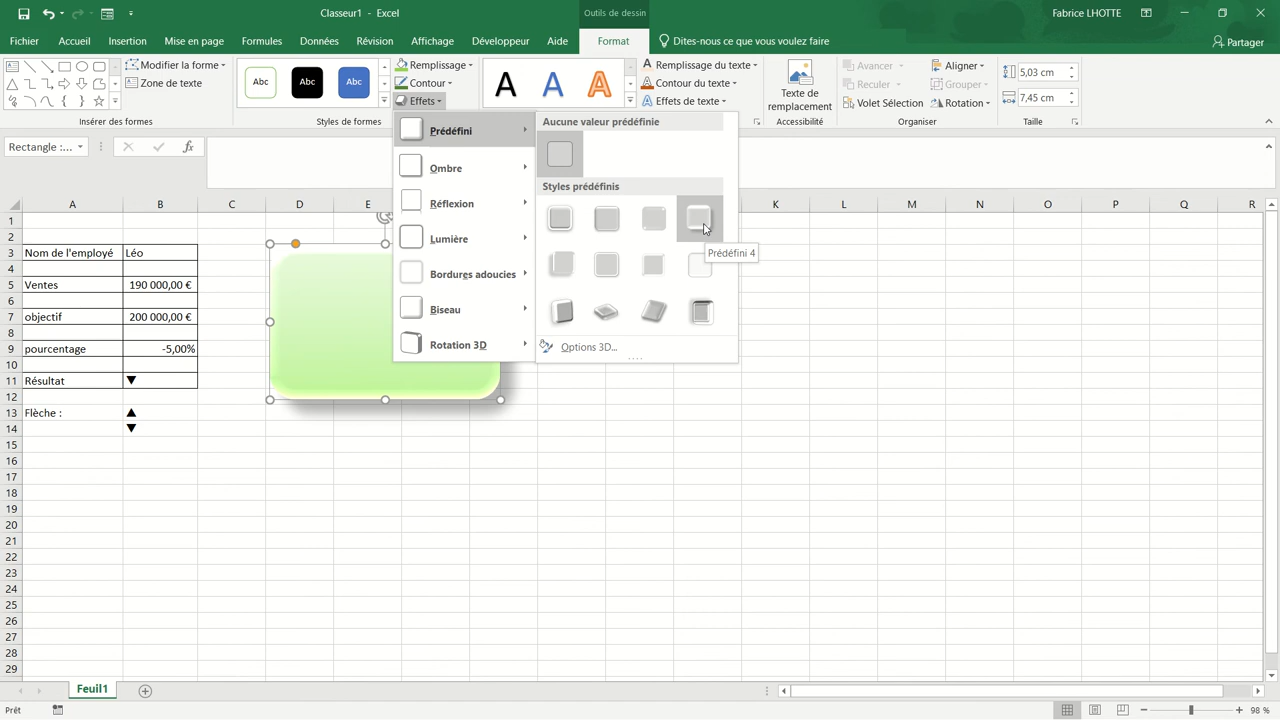 Classeur1 - Excel
Outils de dessin
Fabrice LHOTTE
Fichier Accueil Insertion Mise en page Formules Données Révision Affichage Développeur Aide Format Dites-nous ce que vous voulez faire Partager
Modifier la forme
Zone de texte
Insérer des formes
Abc Abc Abc
Styles de formes
Remplissage
Contour
Effets
A A A
Remplissage du texte
Contour du texte
Effets de texte
Texte de
remplacement
Accessibilité
Avancer
Reculer
Volet Sélection
Aligner
Grouper
Rotation
Organiser
5,03 cm
7,45 cm
Taille
Rectangle :...
fx
Prédéfini
Ombre
Réflexion
Lumière
Bordures adoucies
Biseau
Rotation 3D
Aucune valeur prédéfinie
Styles prédéfinis
Prédéfini 4
Options 3D...
A B C D E K L M N O P Q R
1
2
3 Nom de l'employé Léo
4
5 Ventes 190 000,00 €
6
7 objectif 200 000,00 €
8
9 pourcentage -5,00%
10
11 Résultat ▼
12
13 Flèche : ▲
14 ▼
15
16
17
18
19
20
21
22
23
24
25
26
27
28
29
Feuil1
Prêt
98 %